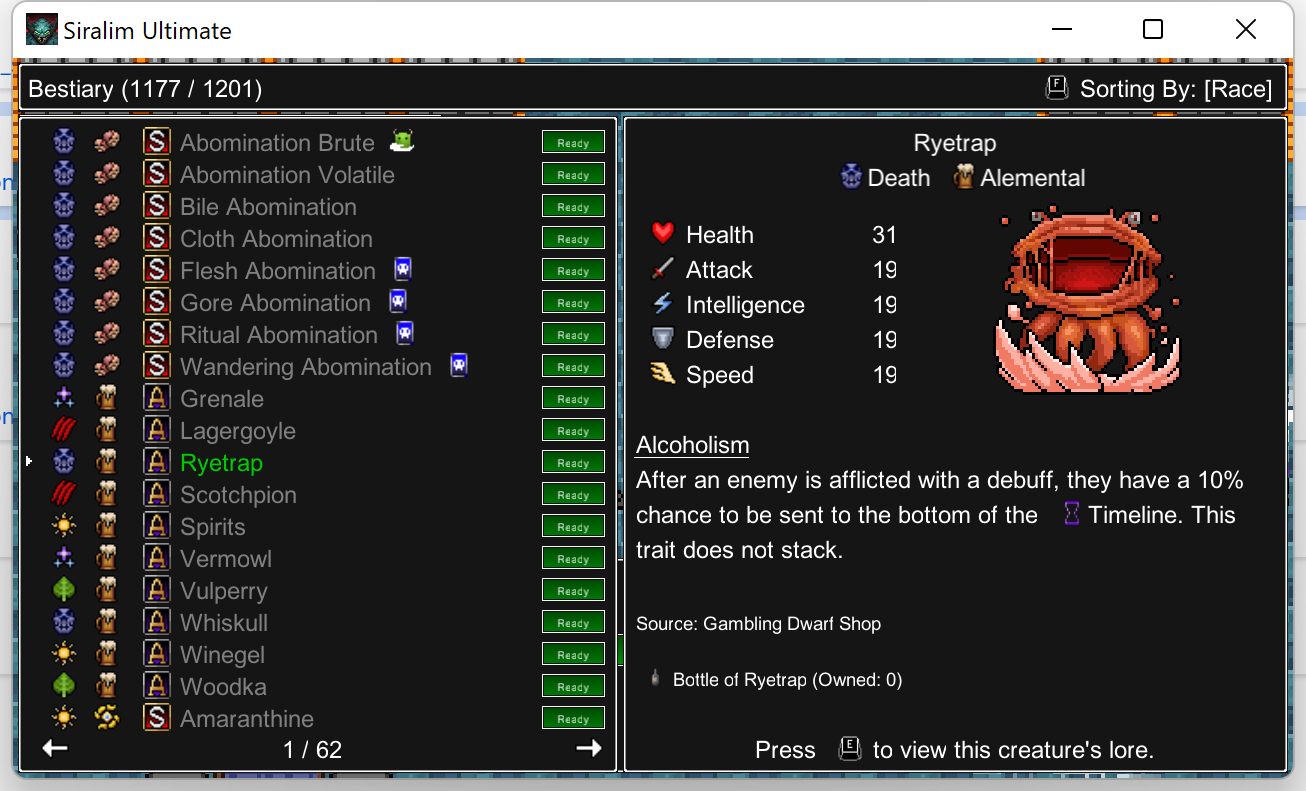 Siralim Ultimate
Bestiary (1177 / 1201)
F Sorting By: [Race]
S Abomination Brute Ready
S Abomination Volatile Ready
S Bile Abomination Ready
S Cloth Abomination Ready
S Flesh Abomination Ready
S Gore Abomination Ready
S Ritual Abomination Ready
S Wandering Abomination Ready
A Grenale Ready
A Lagergoyle Ready
A Ryetrap Ready
A Scotchpion Ready
A Spirits Ready
A Vermowl Ready
A Vulperry Ready
A Whiskull Ready
A Winegel Ready
A Woodka Ready
S Amaranthine Ready
1 / 62
Ryetrap
Death Alemental
Health 31
Attack 19
Intelligence 19
Defense 19
Speed 19
Alcoholism
After an enemy is afflicted with a debuff, they have a 10%
chance to be sent to the bottom of the Timeline. This
trait does not stack.
Source: Gambling Dwarf Shop
Bottle of Ryetrap (Owned: 0)
Press E to view this creature's lore.